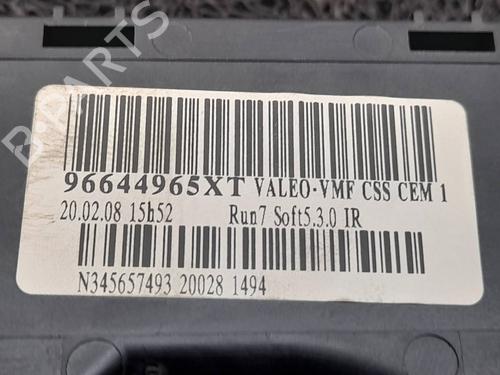 B-PARTS
96644965XT VALEO-VMF CSS CEM 1
20.02.08 15h52 Run7 Soft5.3.0 IR
N345657493 20028 1494